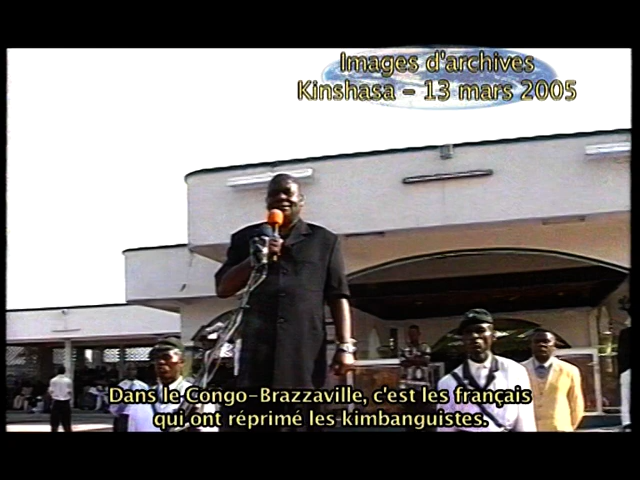 Images d'archives
Kinshasa - 13 mars 2005
Dans le Congo-Brazzaville, c'est les français
qui ont réprimé les kimbanguistes.